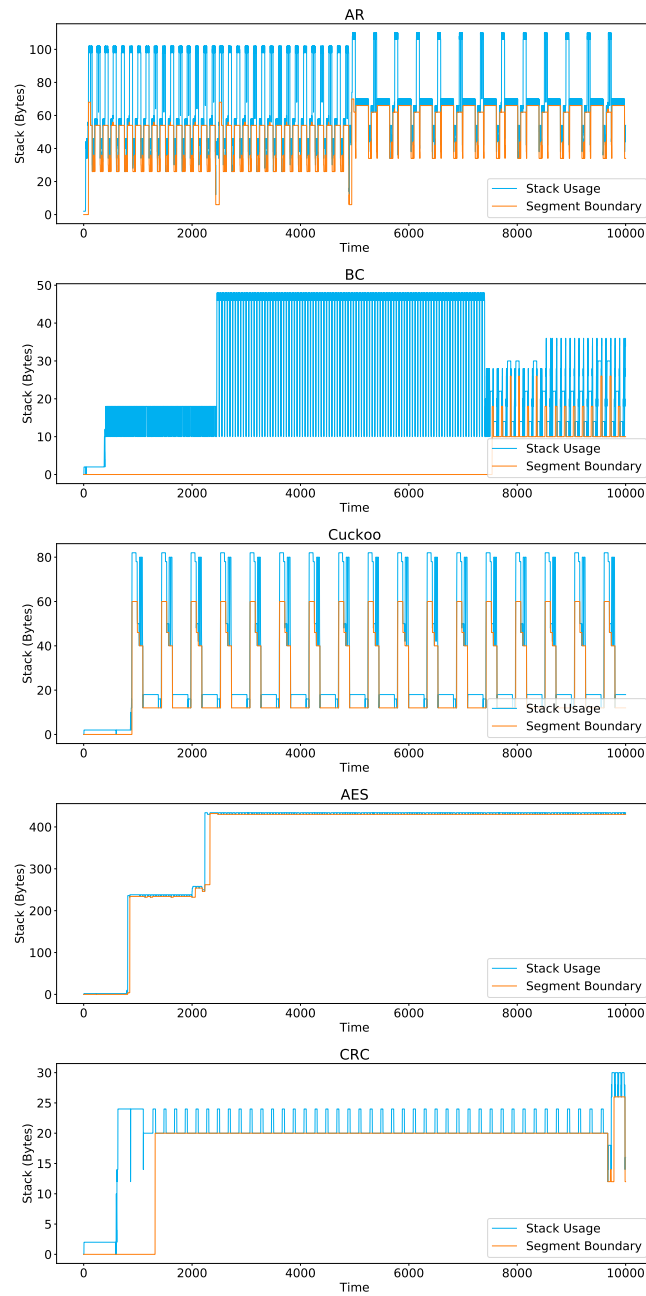 AR
100
80
60
40
20
0
Stack (Bytes)
0 2000 4000 6000 8000 10000
Time
Stack Usage
Segment Boundary
BC
50
40
30
20
10
0
Stack (Bytes)
0 2000 4000 6000 8000 10000
Time
Stack Usage
Segment Boundary
Cuckoo
80
60
40
20
0
Stack (Bytes)
0 2000 4000 6000 8000 10000
Time
Stack Usage
Segment Boundary
AES
400
300
200
100
0
Stack (Bytes)
0 2000 4000 6000 8000 10000
Time
Stack Usage
Segment Boundary
CRC
30
25
20
15
10
5
0
Stack (Bytes)
0 2000 4000 6000 8000 10000
Time
Stack Usage
Segment Boundary